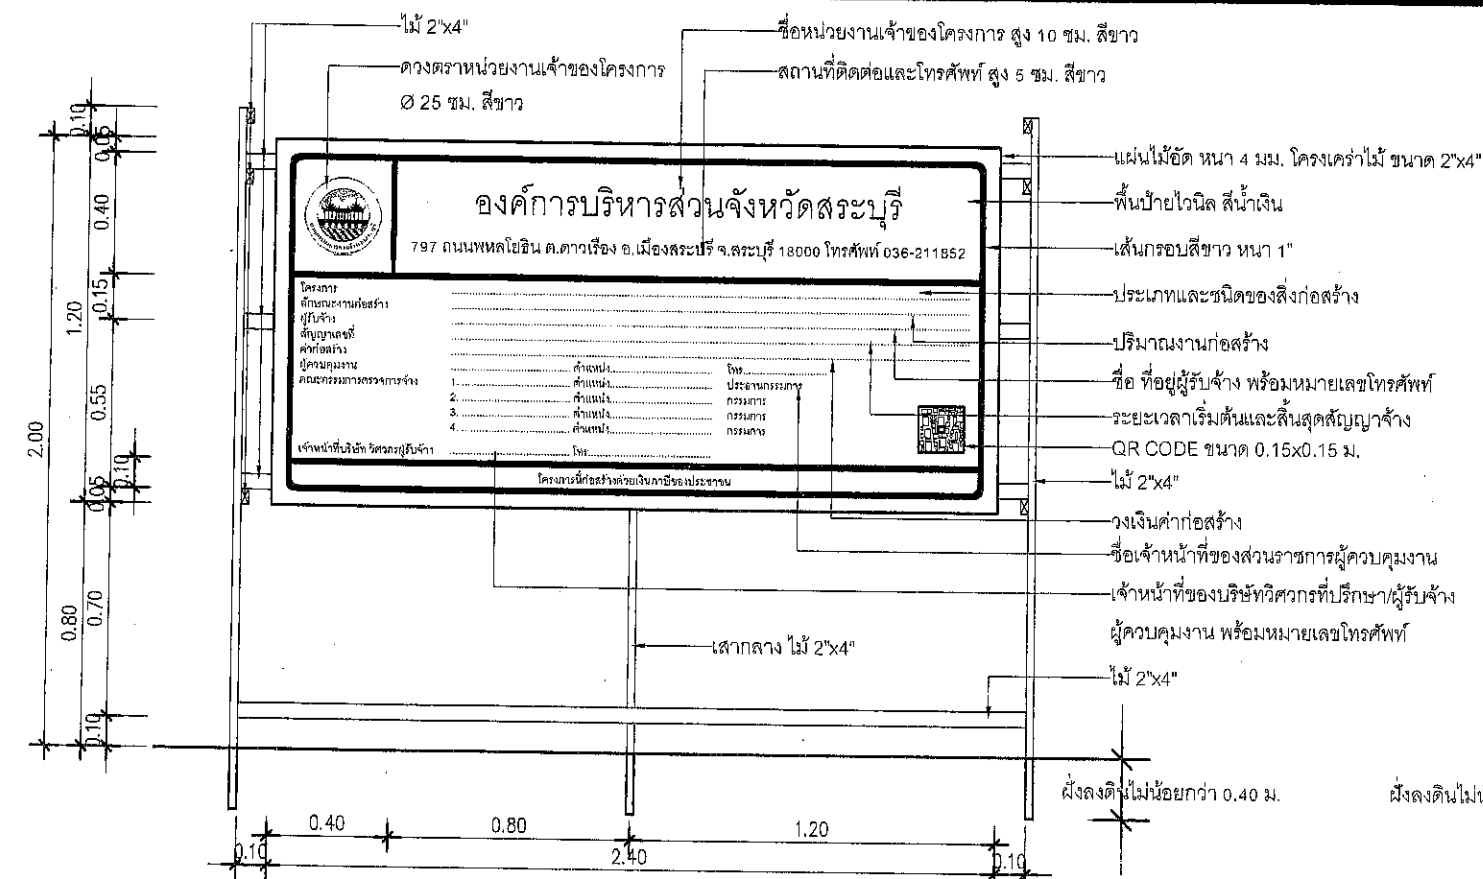 ไม้ 2"x4"
ดวงตราหน่วยงานเจ้าของโครงการ
Ø 25 ซม. สีขาว
ชื่อหน่วยงานเจ้าของโครงการ สูง 10 ซม. สีขาว
สถานที่ติดต่อและโทรศัพท์ สูง 5 ซม. สีขาว
แผ่นไม้อัด หนา 4 มม. โครงเคร่าไม้ ขนาด 2"x4"
พื้นป้ายไวนิล สีน้ำเงิน
เส้นกรอบสีขาว หนา 1"
ประเภทและชนิดของสิ่งก่อสร้าง
ปริมาณงานก่อสร้าง
ชื่อ ที่อยู่ผู้รับจ้าง พร้อมหมายเลขโทรศัพท์
ระยะเวลาเริ่มต้นและสิ้นสุดสัญญาจ้าง
QR CODE ขนาด 0.15x0.15 ม.
ไม้ 2"x4"
วงเงินค่าก่อสร้าง
ชื่อเจ้าหน้าที่ของส่วนราชการผู้ควบคุมงาน
เจ้าหน้าที่ของบริษัทวิศวกรที่ปรึกษา/ผู้รับจ้าง
ผู้ควบคุมงาน พร้อมหมายเลขโทรศัพท์
ไม้ 2"x4"
องค์การบริหารส่วนจังหวัดสระบุรี
797 ถนนพหลโยธิน ต.ดาวเรือง อ.เมืองสระบุรี จ.สระบุรี 18000 โทรศัพท์ 036-211852
โครงการ
ลักษณะงานก่อสร้าง
ผู้รับจ้าง
สัญญาเลขที่
ค่าก่อสร้าง
ผู้ควบคุมงาน ตำแหน่ง โทร
คณะกรรมการตรวจการจ้าง 1. ตำแหน่ง ประธานกรรมการ
2. ตำแหน่ง กรรมการ
3. ตำแหน่ง กรรมการ
4. ตำแหน่ง กรรมการ
เจ้าหน้าที่บริษัท วิศวกรผู้รับจ้าง โทร
โครงการนี้ก่อสร้างด้วยเงินภาษีของประชาชน
เสากลาง ไม้ 2"x4"
ฝั่งลงดินไม่น้อยกว่า 0.40 ม.
ฝั่งลงดินไม่
0.10
0.05
0.40
0.15
1.20
0.55
2.00
0.10
0.05
0.80
0.70
0.10
0.40
0.80
1.20
0.10
2.40
0.10